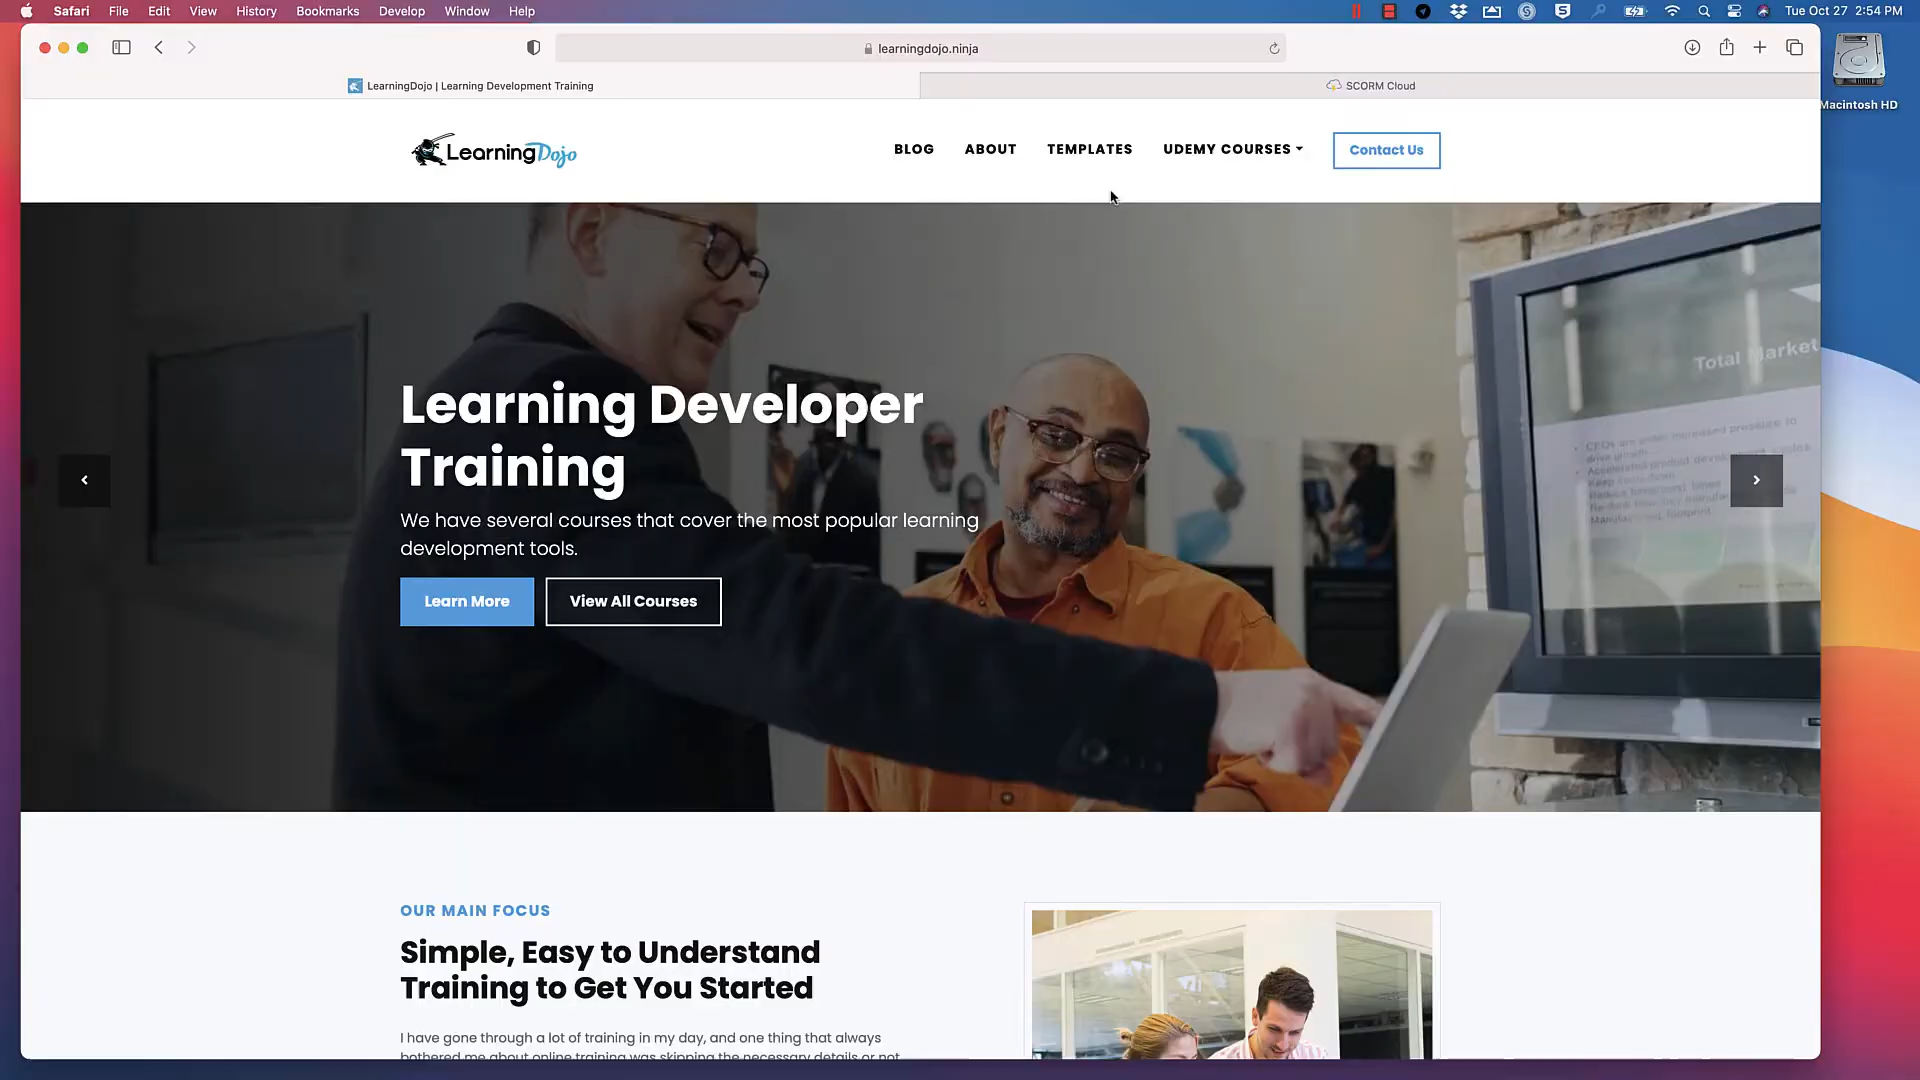 Safari File Edit View History Bookmarks Develop Window Help Tue Oct 27 2:54 PM
learningdojo.ninja
LearningDojo | Learning Development Training
SCORM Cloud
Macintosh HD
LearningDojo
BLOG ABOUT TEMPLATES UDEMY COURSES Contact Us
Total Market
Learning Developer
Training
We have several courses that cover the most popular learning
development tools.
Learn More View All Courses
OUR MAIN FOCUS
Simple, Easy to Understand
Training to Get You Started
I have gone through a lot of training in my day, and one thing that always
bothered me about online training was skipping the necessary details or not